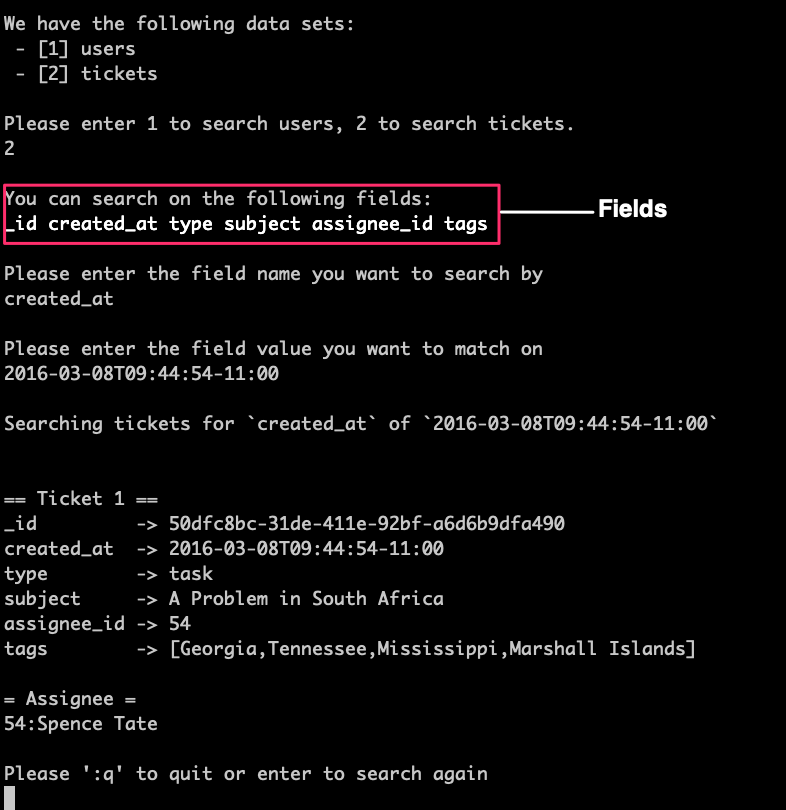 We have the following data sets:
- [1] users
- [2] tickets
Please enter 1 to search users, 2 to search tickets.
2
You can search on the following fields:
_id created_at type subject assignee_id tags
Fields
Please enter the field name you want to search by
created_at
Please enter the field value you want to match on
2016-03-08T09:44:54-11:00
Searching tickets for `created_at` of `2016-03-08T09:44:54-11:00`
== Ticket 1 ==
_id -> 50dfc8bc-31de-411e-92bf-a6d6b9dfa490
created_at -> 2016-03-08T09:44:54-11:00
type -> task
subject -> A Problem in South Africa
assignee_id -> 54
tags -> [Georgia,Tennessee,Mississippi,Marshall Islands]
= Assignee =
54:Spence Tate
Please ':q' to quit or enter to search again